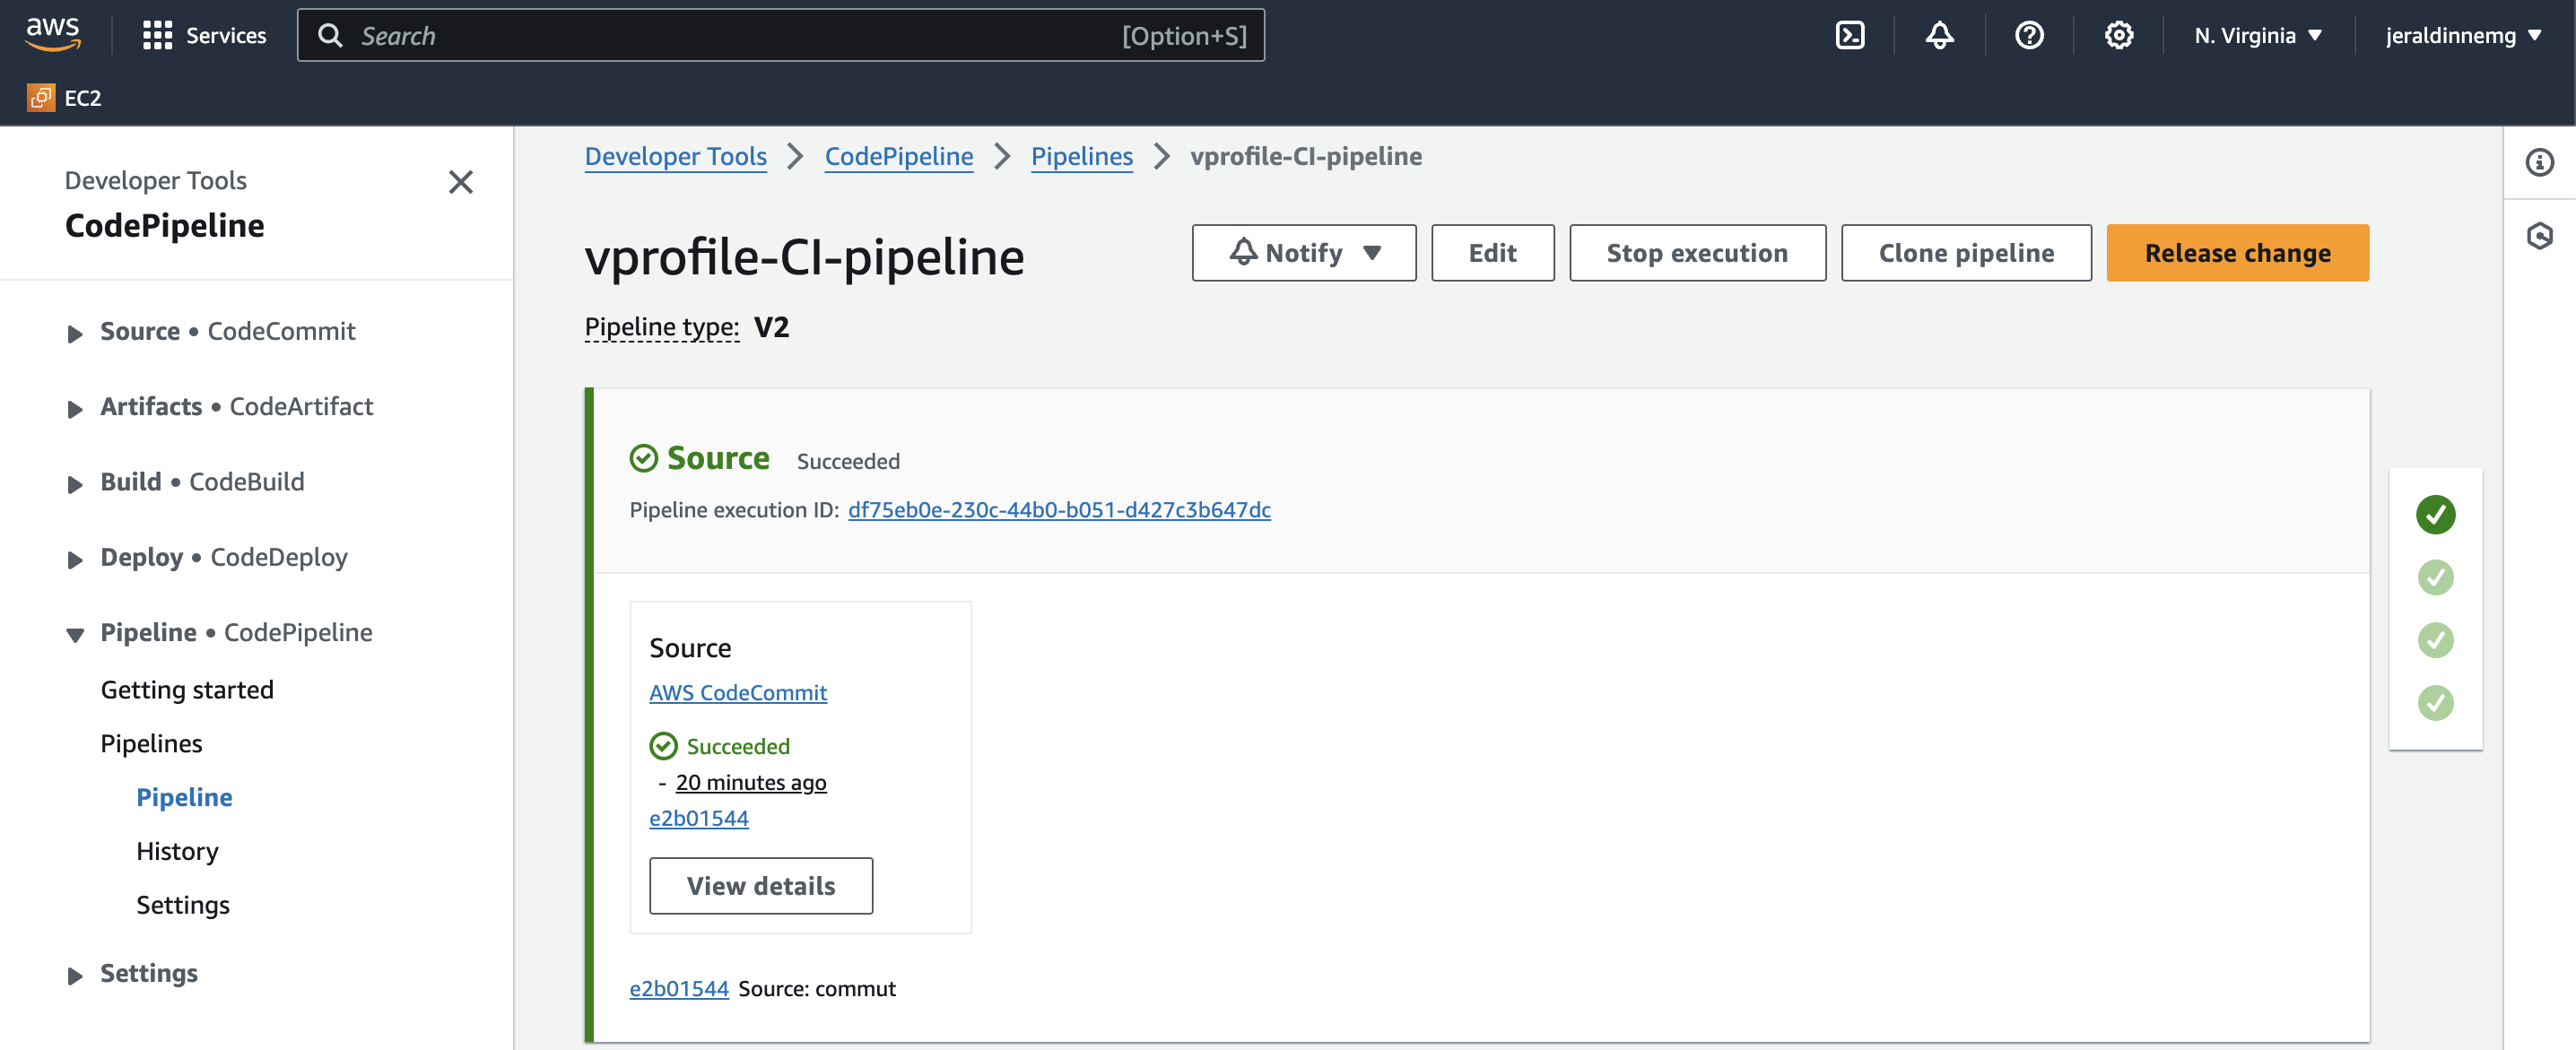 aws
Services
Search
[Option+S]
N. Virginia
jeraldinnemg
EC2
Developer Tools
CodePipeline
Source • CodeCommit
Artifacts • CodeArtifact
Build • CodeBuild
Deploy • CodeDeploy
Pipeline • CodePipeline
Getting started
Pipelines
Pipeline
History
Settings
Settings
Developer Tools > CodePipeline > Pipelines > vprofile-CI-pipeline
vprofile-CI-pipeline
Notify
Edit
Stop execution
Clone pipeline
Release change
Pipeline type: V2
Source Succeeded
Pipeline execution ID: df75eb0e-230c-44b0-b051-d427c3b647dc
Source
AWS CodeCommit
Succeeded
- 20 minutes ago
e2b01544
View details
e2b01544 Source: commut